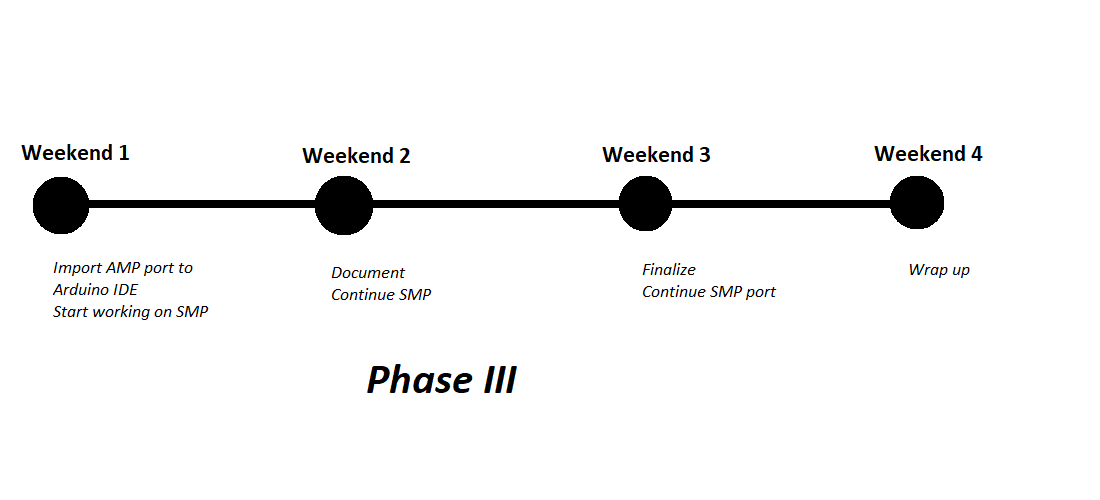 Weekend 1
Weekend 2
Weekend 3
Weekend 4
Import AMP port to
Arduino IDE
Start working on SMP
Document
Continue SMP
Finalize
Continue SMP port
Wrap up
Phase III